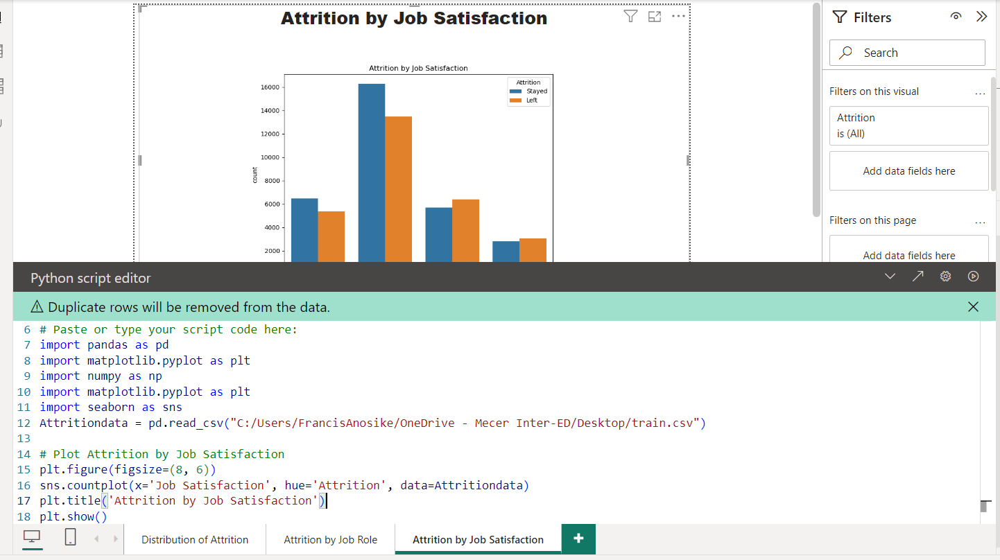 Attrition by Job Satisfaction
Attrition by Job Satisfaction
Attrition
Stayed
Left
16000
14000
12000
10000
8000
6000
4000
2000
count
Filters
Search
Filters on this visual
...
Attrition
is (All)
Add data fields here
Filters on this page
...
Add data fields here
Python script editor
Duplicate rows will be removed from the data.
6 # Paste or type your script code here:
7 import pandas as pd
8 import matplotlib.pyplot as plt
9 import numpy as np
10 import matplotlib.pyplot as plt
11 import seaborn as sns
12 Attritiondata = pd.read_csv("C:/Users/FrancisAnosike/OneDrive - Mecer Inter-ED/Desktop/train.csv")
13
14 # Plot Attrition by Job Satisfaction
15 plt.figure(figsize=(8, 6))
16 sns.countplot(x='Job Satisfaction', hue='Attrition', data=Attritiondata)
17 plt.title('Attrition by Job Satisfaction')
18 plt.show()
Distribution of Attrition
Attrition by Job Role
Attrition by Job Satisfaction
+